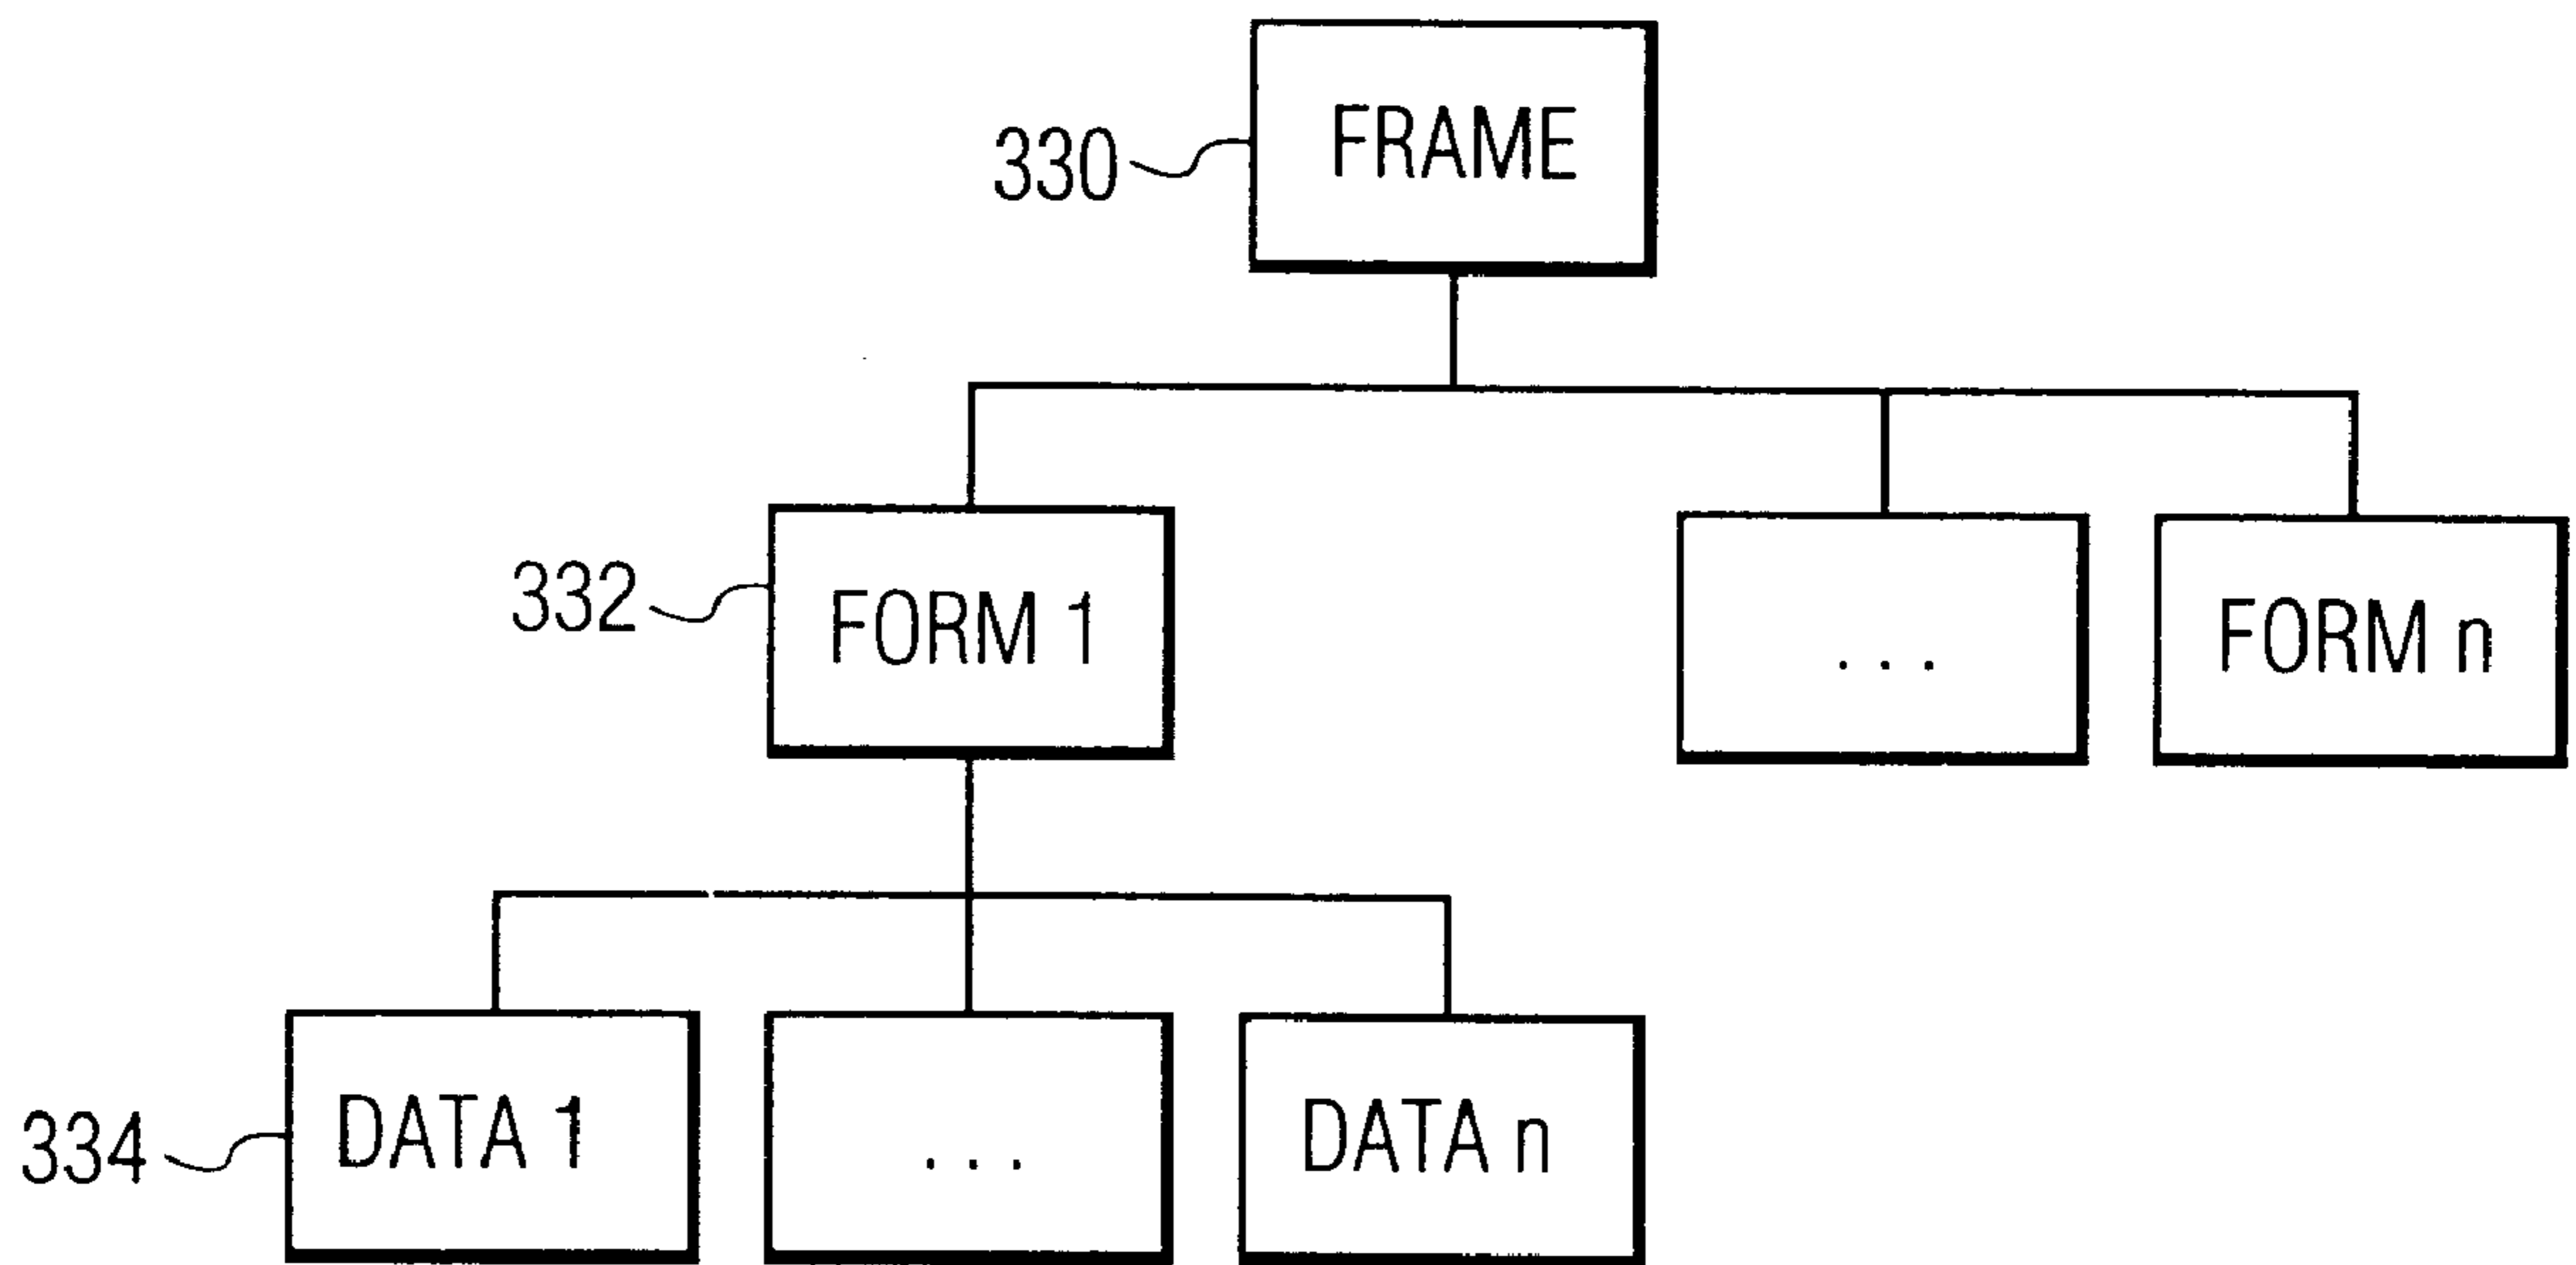 FRAME
330
332
FORM 1
. . .
FORM n
334
DATA 1
. . .
DATA n